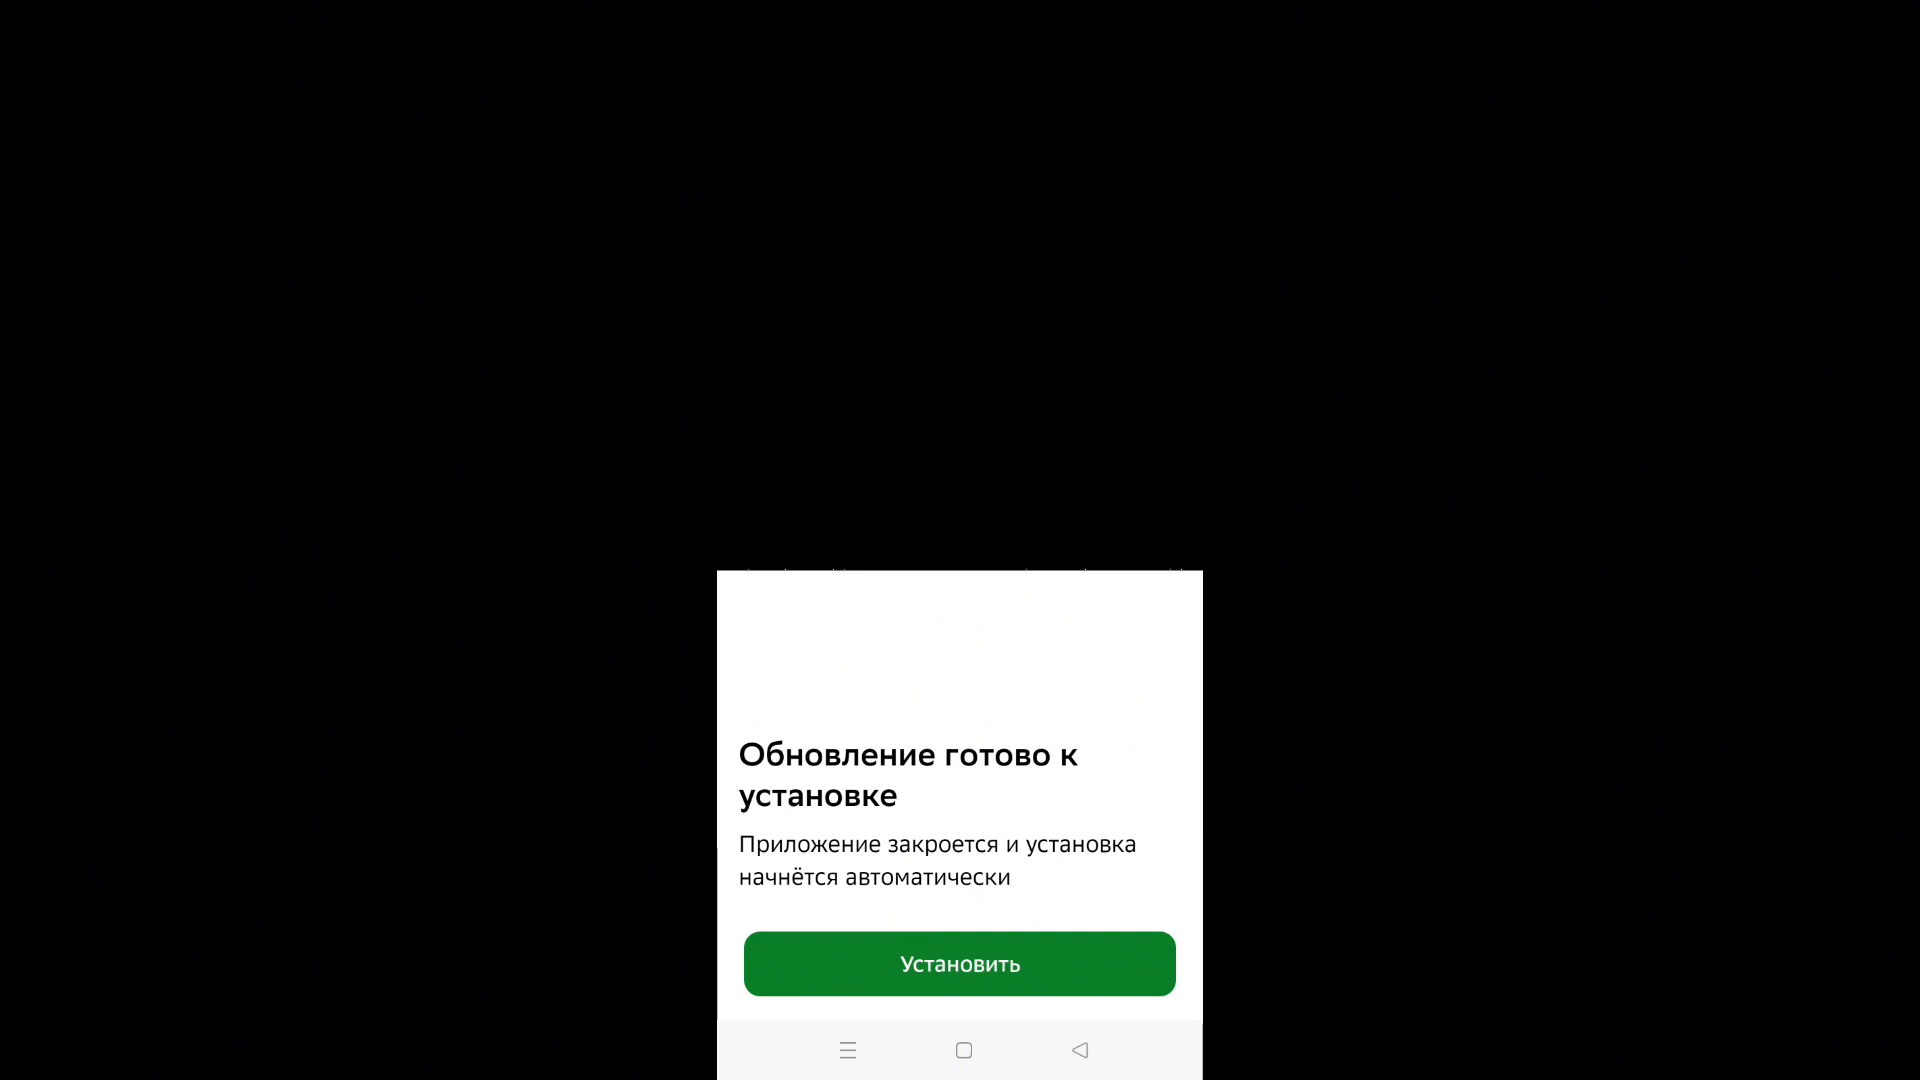 Обновление готово к
установке
Приложение закроется и установка
начнётся автоматически
Установить